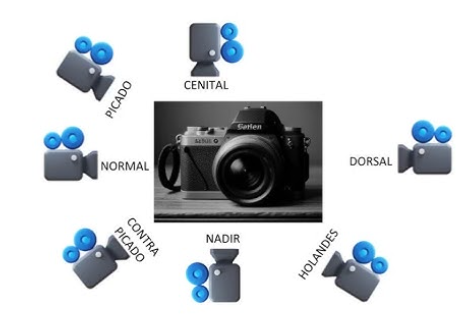 CENITAL
PICADO
NORMAL
DORSAL
CONTRA
PICADO
NADIR
HOLANDES